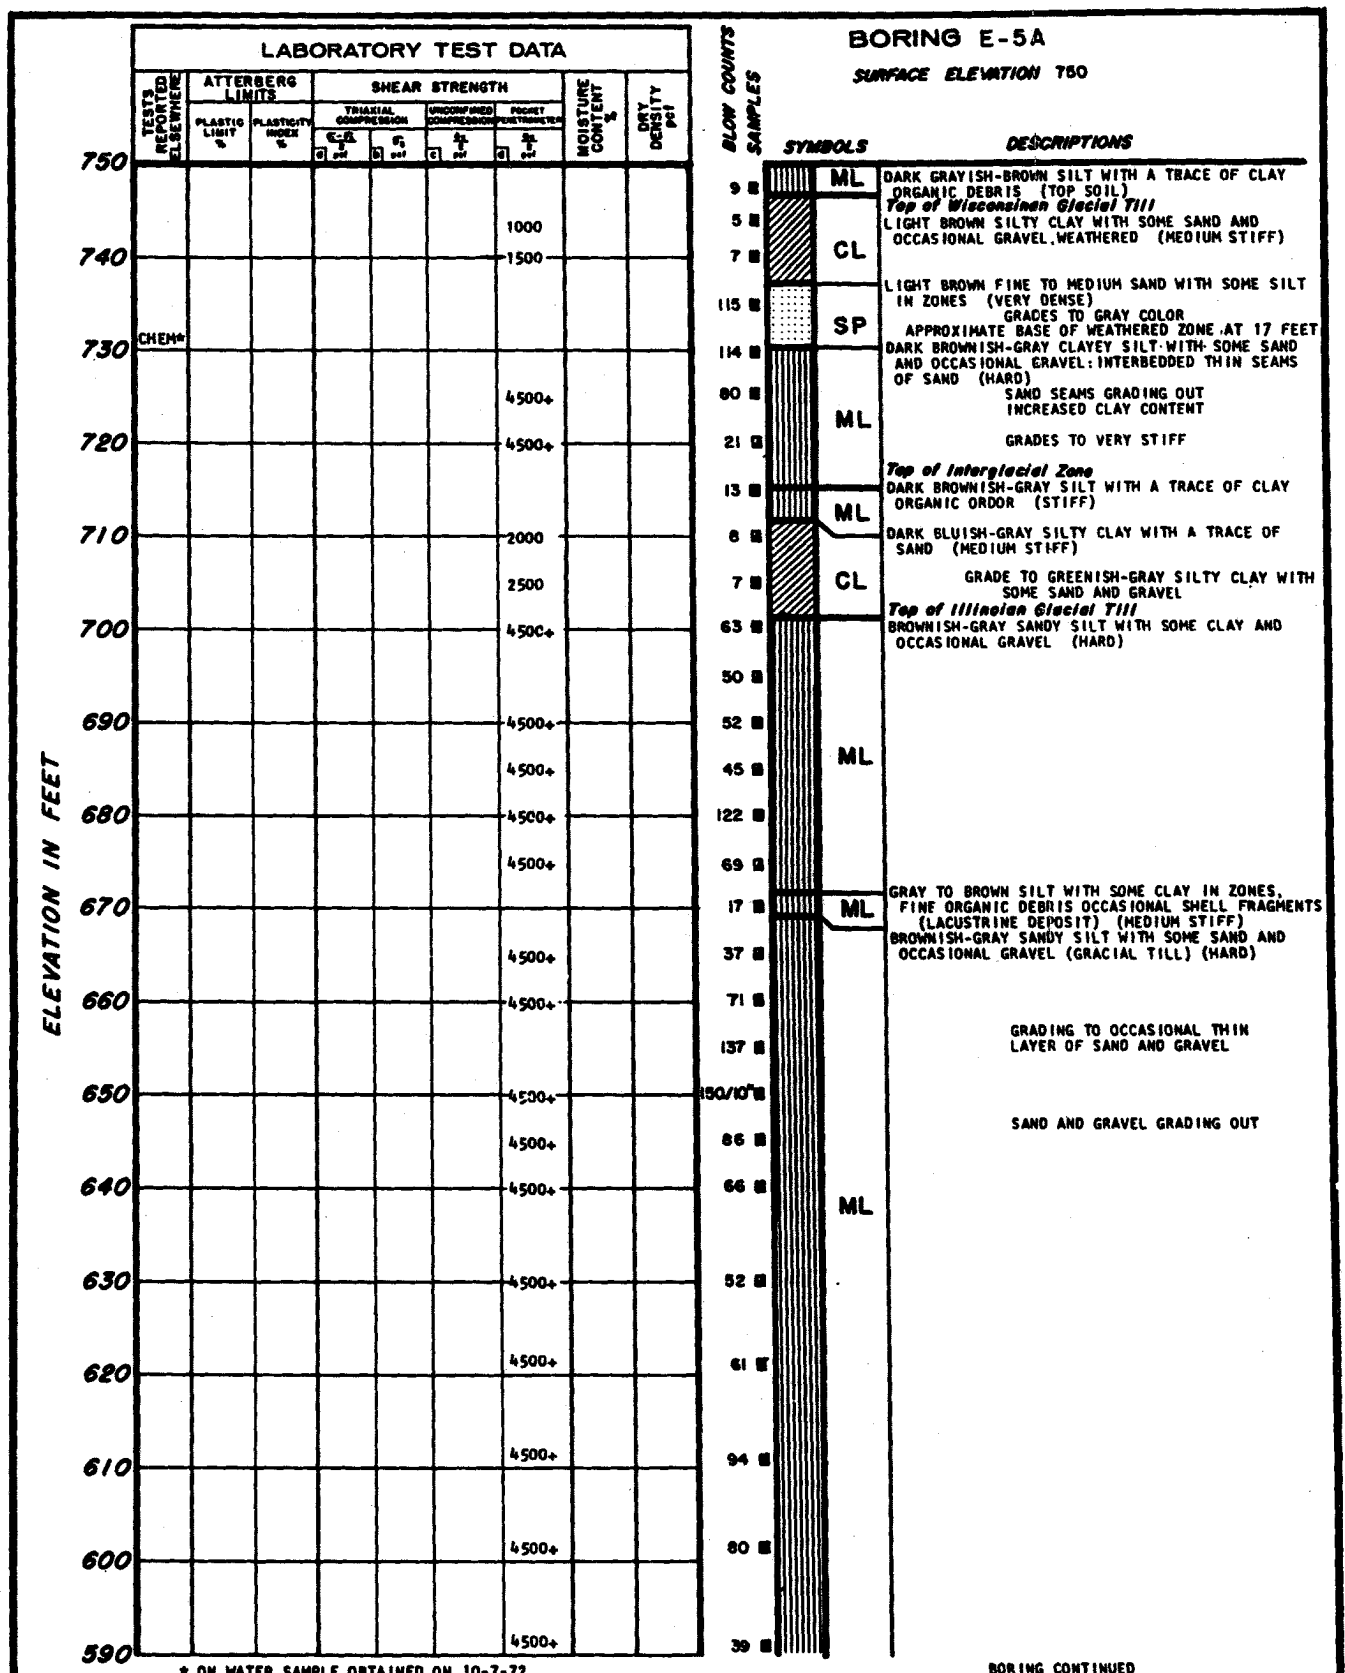 LABORATORY TEST DATA
TESTS REPORTED ELSEWHERE
ATTERBERG LIMITS
PLASTIC LIMIT %
PLASTICITY INDEX %
SHEAR STRENGTH
TRIAXIAL COMPRESSION
UNCONFINED COMPRESSION
POCKET PENETROMETER
a psf
b psf
c psf
d psf
MOISTURE CONTENT %
DRY DENSITY pcf
BLOW COUNTS
SAMPLES
BORING E-5A
SURFACE ELEVATION 750
SYMBOLS
DESCRIPTIONS
ELEVATION IN FEET
750
9
ML
DARK GRAYISH-BROWN SILT WITH A TRACE OF CLAY
ORGANIC DEBRIS (TOP SOIL)
Top of Wisconsinan Glacial Till
1000
5
LIGHT BROWN SILTY CLAY WITH SOME SAND AND
OCCASIONAL GRAVEL, WEATHERED (MEDIUM STIFF)
740
1500
7
CL
LIGHT BROWN FINE TO MEDIUM SAND WITH SOME SILT
IN ZONES (VERY DENSE)
115
GRADES TO GRAY COLOR
SP
APPROXIMATE BASE OF WEATHERED ZONE AT 17 FEET
CHEM*
730
114
DARK BROWNISH-GRAY CLAYEY SILT WITH SOME SAND
AND OCCASIONAL GRAVEL: INTERBEDDED THIN SEAMS
OF SAND (HARD)
4500+
80
SAND SEAMS GRADING OUT
INCREASED CLAY CONTENT
ML
720
4500+
21
GRADES TO VERY STIFF
Top of Interglacial Zone
13
DARK BROWNISH-GRAY SILT WITH A TRACE OF CLAY
ORGANIC ORDOR (STIFF)
ML
710
2000
DARK BLUISH-GRAY SILTY CLAY WITH A TRACE OF
SAND (MEDIUM STIFF)
2500
7
CL
GRADE TO GREENISH-GRAY SILTY CLAY WITH
SOME SAND AND GRAVEL
Top of Illinoian Glacial Till
700
4500+
63
BROWNISH-GRAY SANDY SILT WITH SOME CLAY AND
OCCASIONAL GRAVEL (HARD)
50
690
4500+
52
ML
4500+
45
680
4500+
122
4500+
69
GRAY TO BROWN SILT WITH SOME CLAY IN ZONES,
670
17
ML
FINE ORGANIC DEBRIS OCCASIONAL SHELL FRAGMENTS
(LACUSTRINE DEPOSIT) (MEDIUM STIFF)
BROWNISH-GRAY SANDY SILT WITH SOME SAND AND
4500+
37
OCCASIONAL GRAVEL (GRACIAL TILL) (HARD)
660
4500+
71
GRADING TO OCCASIONAL THIN
137
LAYER OF SAND AND GRAVEL
650
4500+
150/10"
SAND AND GRAVEL GRADING OUT
4500+
86
640
4500+
66
ML
630
4500+
52
620
4500+
61
610
4500+
94
600
4500+
80
590
4500+
39
* ON WATER SAMPLE OBTAINED ON 10-7-72
BORING CONTINUED